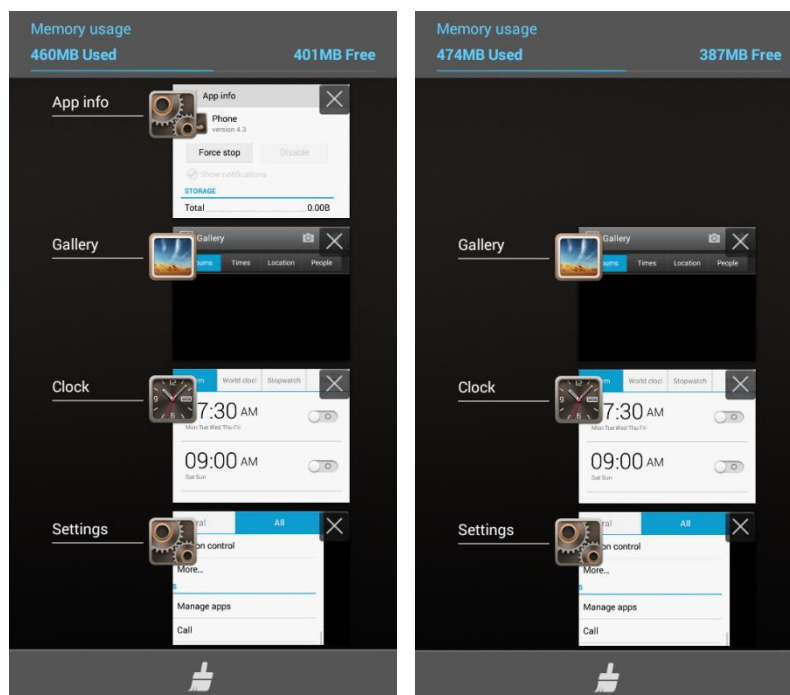 Memory usage
460MB Used 401MB Free
App info
App info
Phone
version 4.3
Force stop Disable
Show notifications
STORAGE
Total 0.00B
Gallery
Gallery
Times Location People
Clock
World clock Stopwatch
7:30 AM
Mon Tue Wed Thu Fri
09:00 AM
Sat Sun
Settings
All
on control
More...
Manage apps
Call
Memory usage
474MB Used 387MB Free
Gallery
Gallery
Times Location People
Clock
World clock Stopwatch
7:30 AM
Mon Tue Wed Thu Fri
09:00 AM
Sat Sun
Settings
All
on control
More...
Manage apps
Call